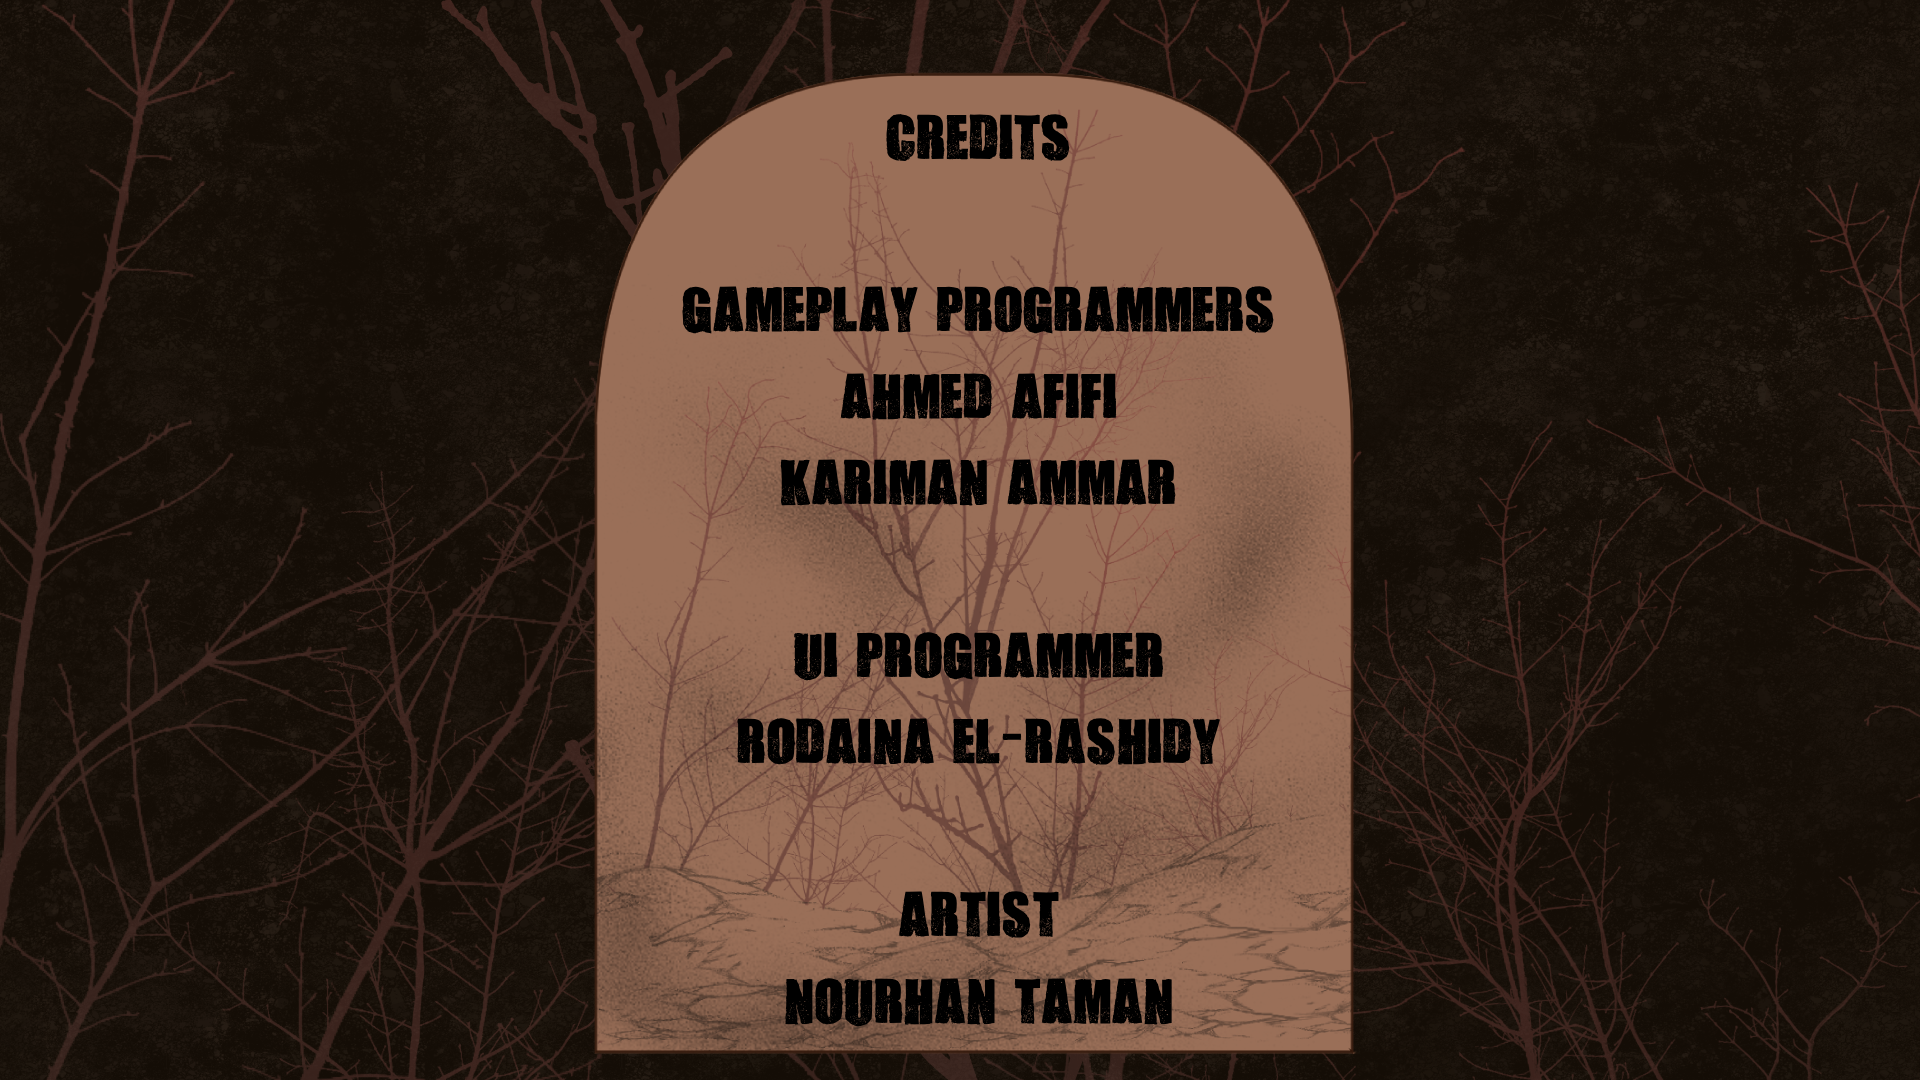 CREDITS
GAMEPLAY PROGRAMMERS
AHMED AFIFI
KARIMAN AMMAR
UI PROGRAMMER
RODAINA EL-RASHIDY
ARTIST
NOURHAN TAMAN